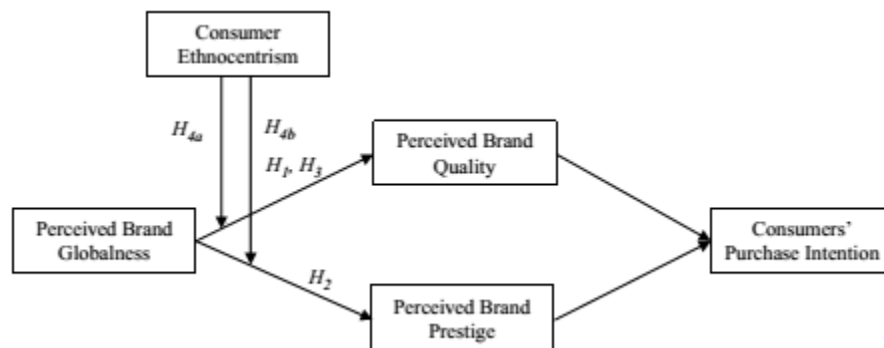 Consumer
Ethnocentrism
H4a
H4b
H1, H3
Perceived Brand
Quality
Perceived Brand
Globalness
Consumers’
Purchase Intention
H2
Perceived Brand
Prestige